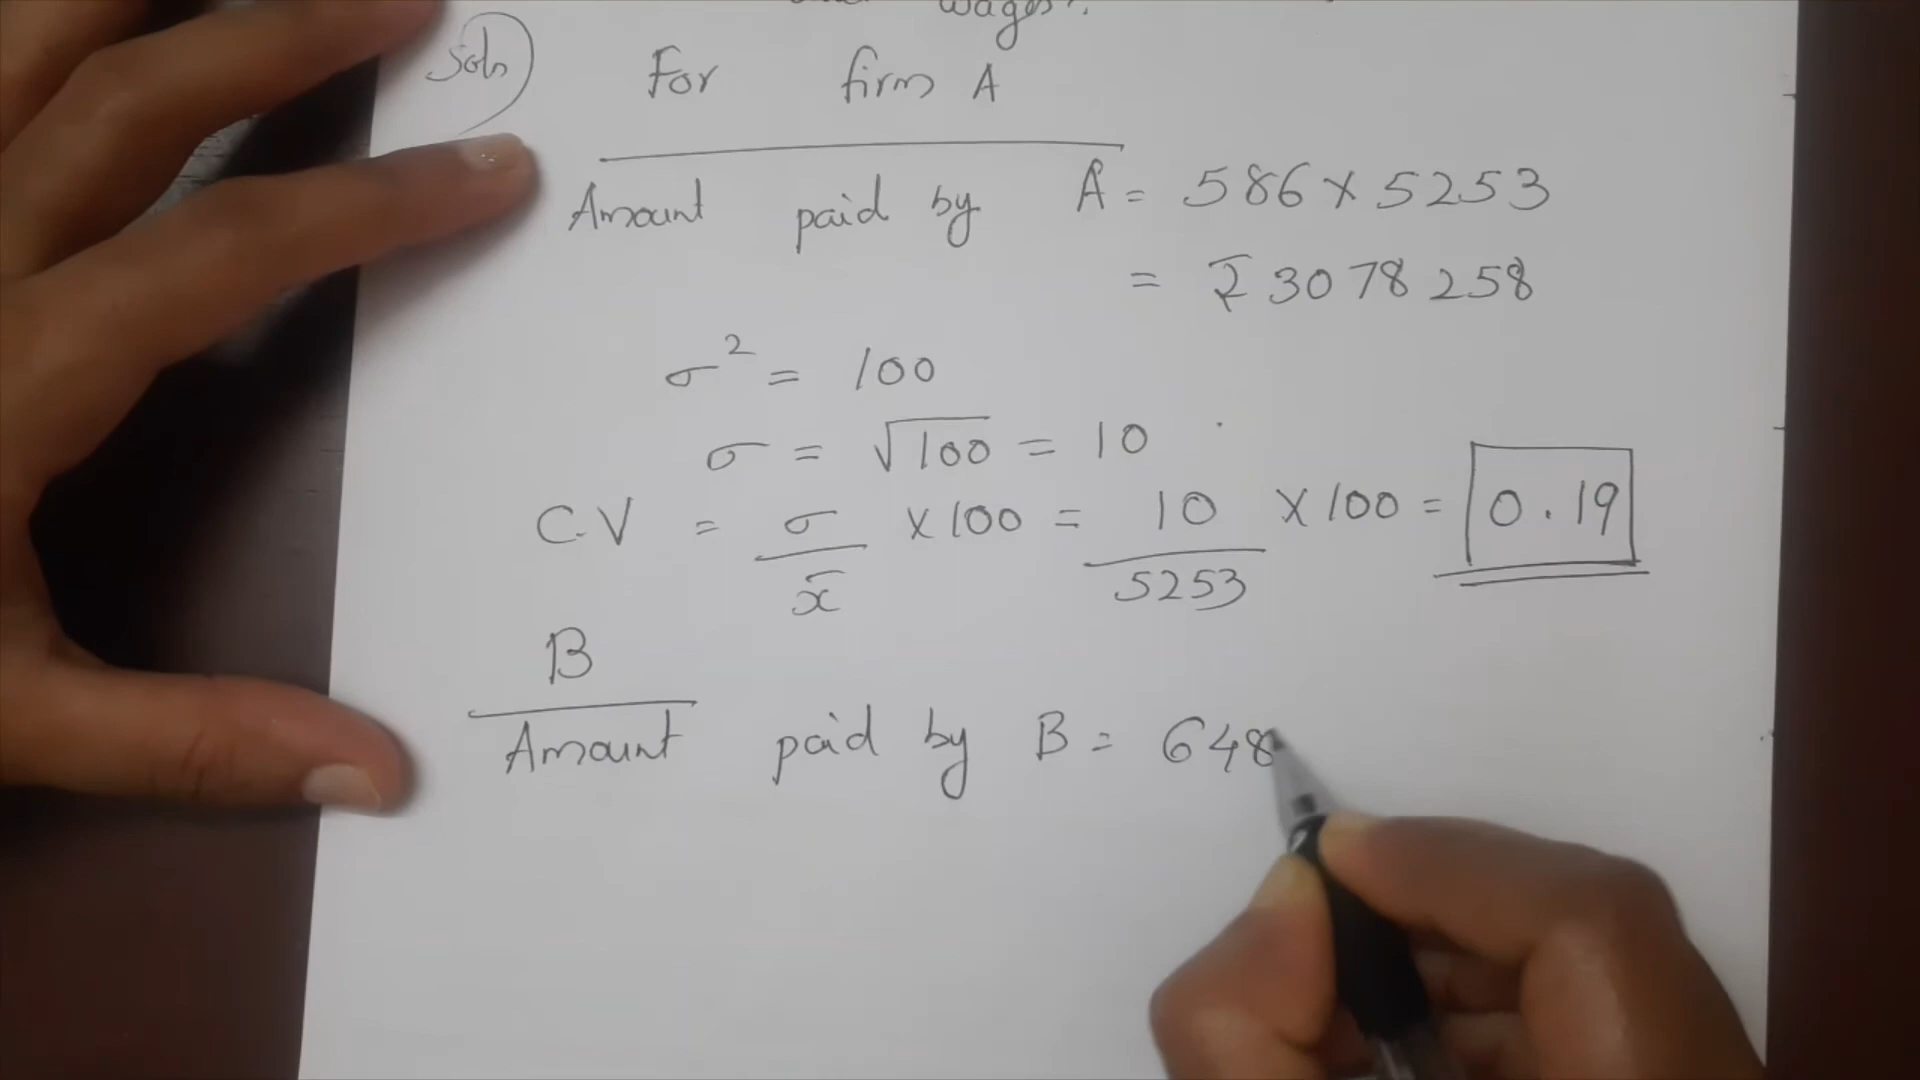 wages?
Soln
For firm A
Amount paid by A = 586 × 5253
= ₹ 3078258
σ² = 100
σ = √100 = 10
C.V = σ/x̄ × 100 = 10/5253 × 100 = 0.19
B
Amount paid by B = 648